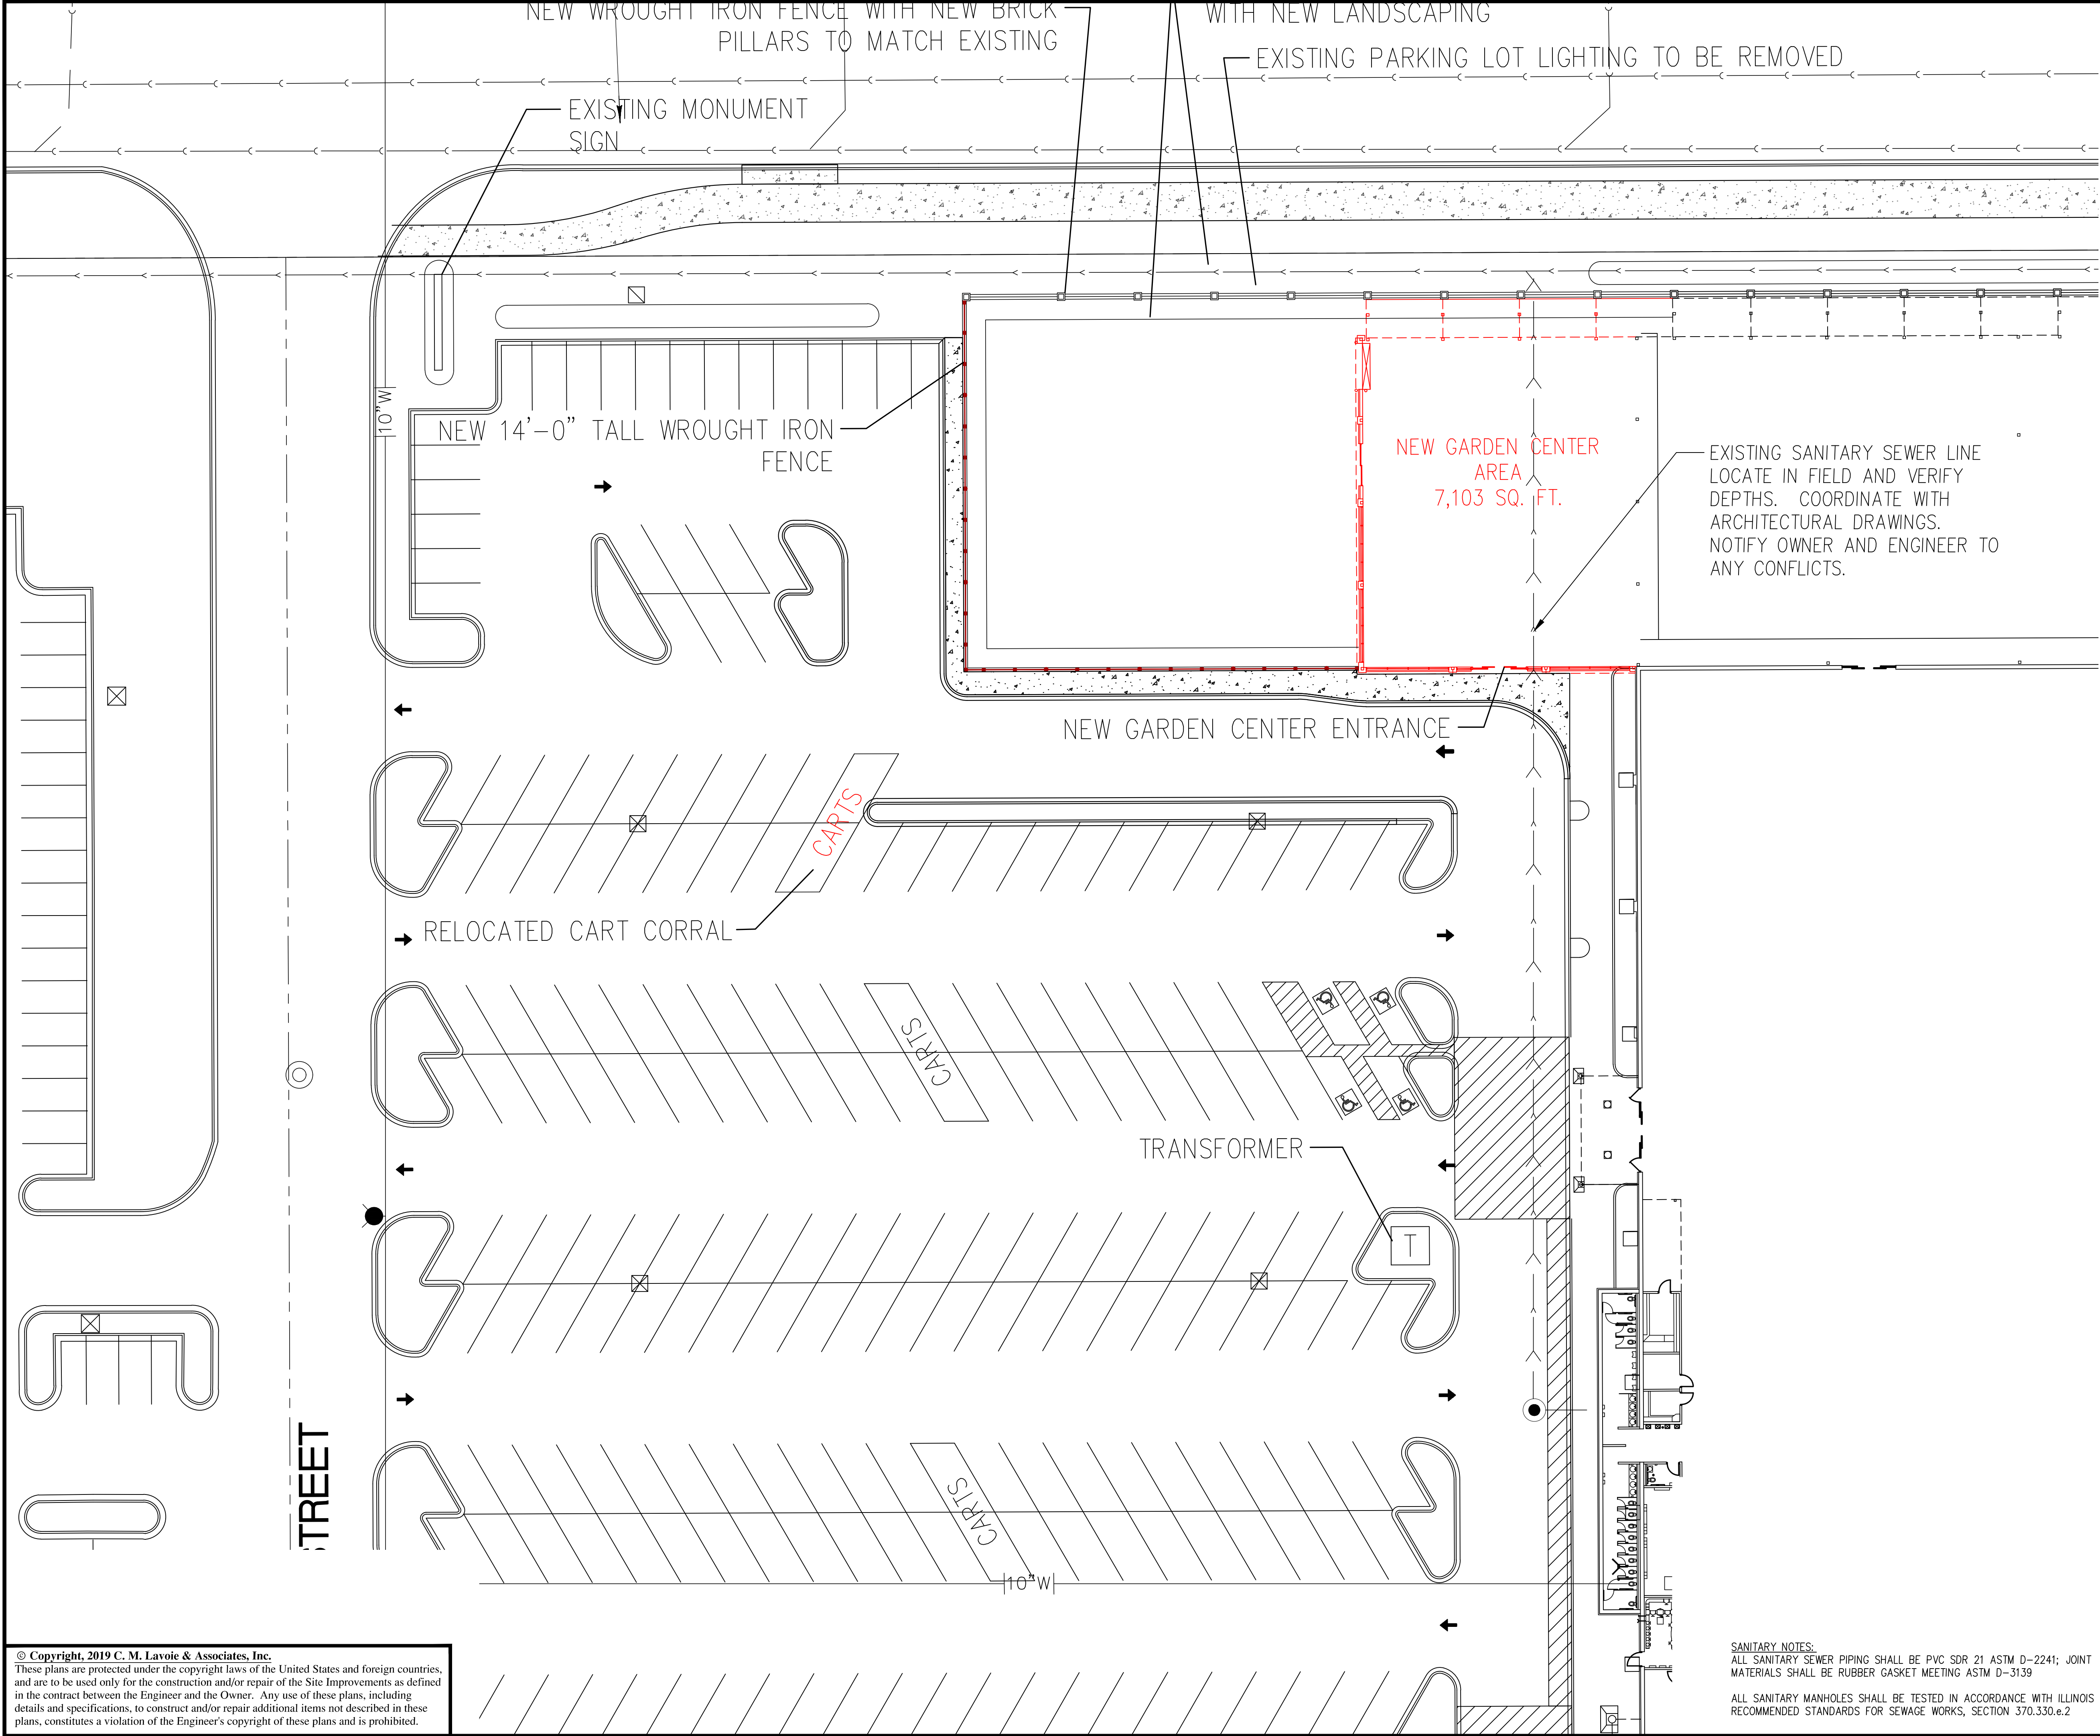 NEW WROUGHT IRON FENCE WITH NEW BRICK
PILLARS TO MATCH EXISTING
WITH NEW LANDSCAPING
EXISTING PARKING LOT LIGHTING TO BE REMOVED
EXISTING MONUMENT
SIGN
10"W
NEW 14'-0" TALL WROUGHT IRON
FENCE
NEW GARDEN CENTER
AREA
7,103 SQ. FT.
EXISTING SANITARY SEWER LINE
LOCATE IN FIELD AND VERIFY
DEPTHS. COORDINATE WITH
ARCHITECTURAL DRAWINGS.
NOTIFY OWNER AND ENGINEER TO
ANY CONFLICTS.
NEW GARDEN CENTER ENTRANCE
CARTS
RELOCATED CART CORRAL
CARTS
TRANSFORMER
T
STREET
CARTS
10"W
© Copyright, 2019 C. M. Lavoie & Associates, Inc.
These plans are protected under the copyright laws of the United States and foreign countries,
and are to be used only for the construction and/or repair of the Site Improvements as defined
in the contract between the Engineer and the Owner. Any use of these plans, including
details and specifications, to construct and/or repair additional items not described in these
plans, constitutes a violation of the Engineer's copyright of these plans and is prohibited.
SANITARY NOTES:
ALL SANITARY SEWER PIPING SHALL BE PVC SDR 21 ASTM D-2241; JOINT
MATERIALS SHALL BE RUBBER GASKET MEETING ASTM D-3139
ALL SANITARY MANHOLES SHALL BE TESTED IN ACCORDANCE WITH ILLINOIS
RECOMMENDED STANDARDS FOR SEWAGE WORKS, SECTION 370.330.e.2